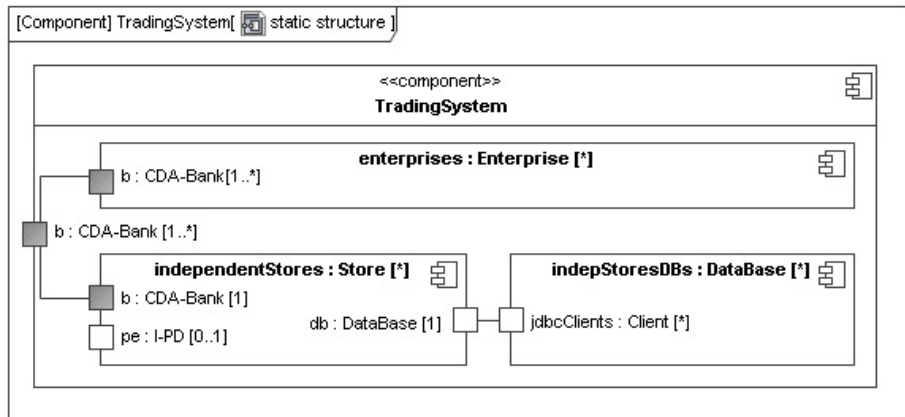 [Component] TradingSystem[ static structure ]
<<component>>
TradingSystem
enterprises : Enterprise [*]
b : CDA-Bank[1..*]
b : CDA-Bank [1..*]
independentStores : Store [*]
b : CDA-Bank [1]
pe : I-PD [0..1]
db : DataBase [1]
indepStoresDBs : DataBase [*]
jdbcClients : Client [*]